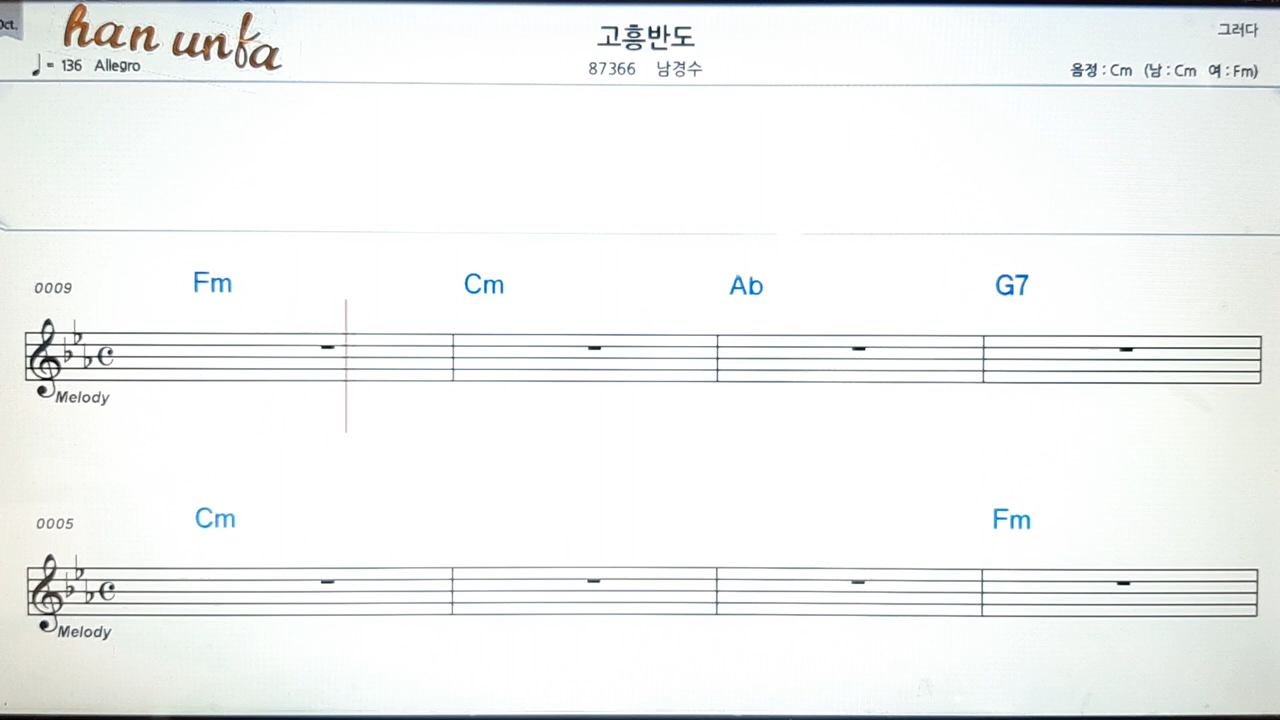 Oct.
han unfa
고흥반도
그러다
♩= 136 Allegro
87366 남경수
음정 : Cm (남 : Cm 여 : Fm)
0009 Fm Cm Ab G7
Melody
0005 Cm Fm
Melody